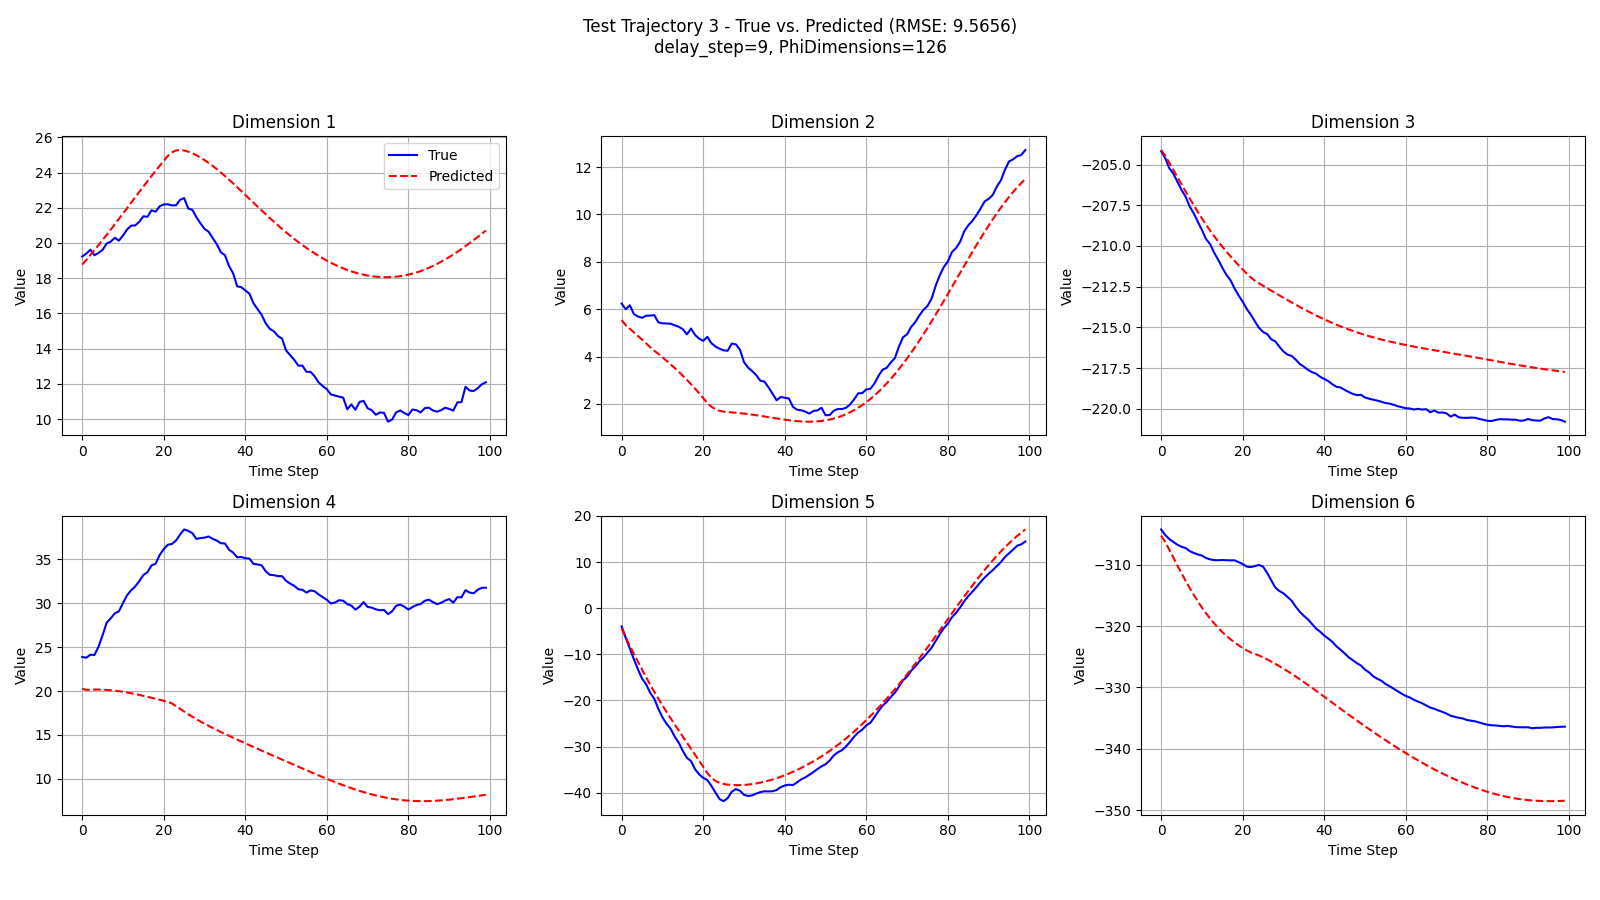 Test Trajectory 3 - True vs. Predicted (RMSE: 9.5656)
delay_step=9, PhiDimensions=126
Dimension 1
26
24
22
20
18
16
14
12
10
Value
0 20 40 60 80 100
Time Step
True
Predicted
Dimension 2
12
10
8
6
4
2
Value
0 20 40 60 80 100
Time Step
Dimension 3
−205.0
−207.5
−210.0
−212.5
−215.0
−217.5
−220.0
Value
0 20 40 60 80 100
Time Step
Dimension 4
35
30
25
20
15
10
Value
0 20 40 60 80 100
Time Step
Dimension 5
20
10
0
−10
−20
−30
−40
Value
0 20 40 60 80 100
Time Step
Dimension 6
−310
−320
−330
−340
−350
Value
0 20 40 60 80 100
Time Step